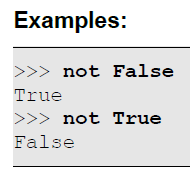 Examples:
>>> not False
True
>>> not True
False